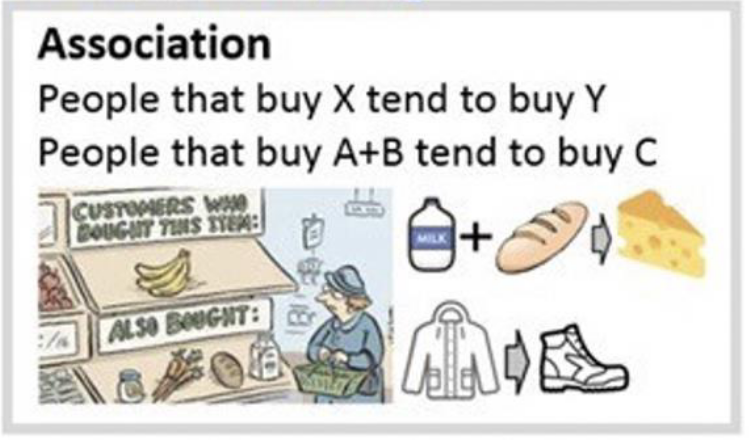 Association
People that buy X tend to buy Y
People that buy A+B tend to buy C
CUSTOMERS WHO
BOUGHT THIS ITEM:
MILK
ALSO BOUGHT: